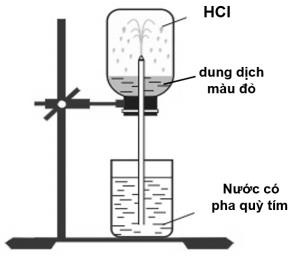 HCl
dung dịch
màu đỏ
Nước có
pha quỳ tím